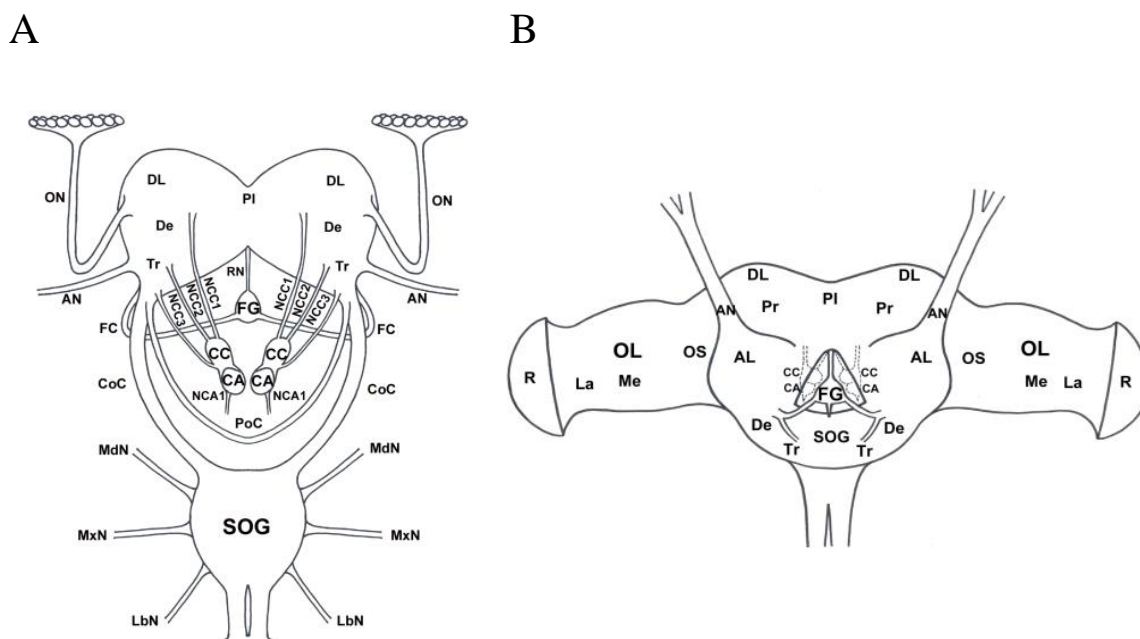 A
B
ON
DL
PI
DL
ON
De
De
Tr
RN
Tr
NCC1
NCC2
NCC3
NCC1
NCC2
NCC3
AN
AN
FG
FC
FC
CC
CC
CoC
CA
CA
CoC
NCA1
NCA1
PoC
MdN
MdN
SOG
MxN
MxN
LbN
LbN
DL
DL
Pr
PI
Pr
AN
AN
OL
OS
AL
AL
OS
OL
R
La
Me
CC
CA
FG
CC
CA
Me
La
R
De
SOG
De
Tr
Tr